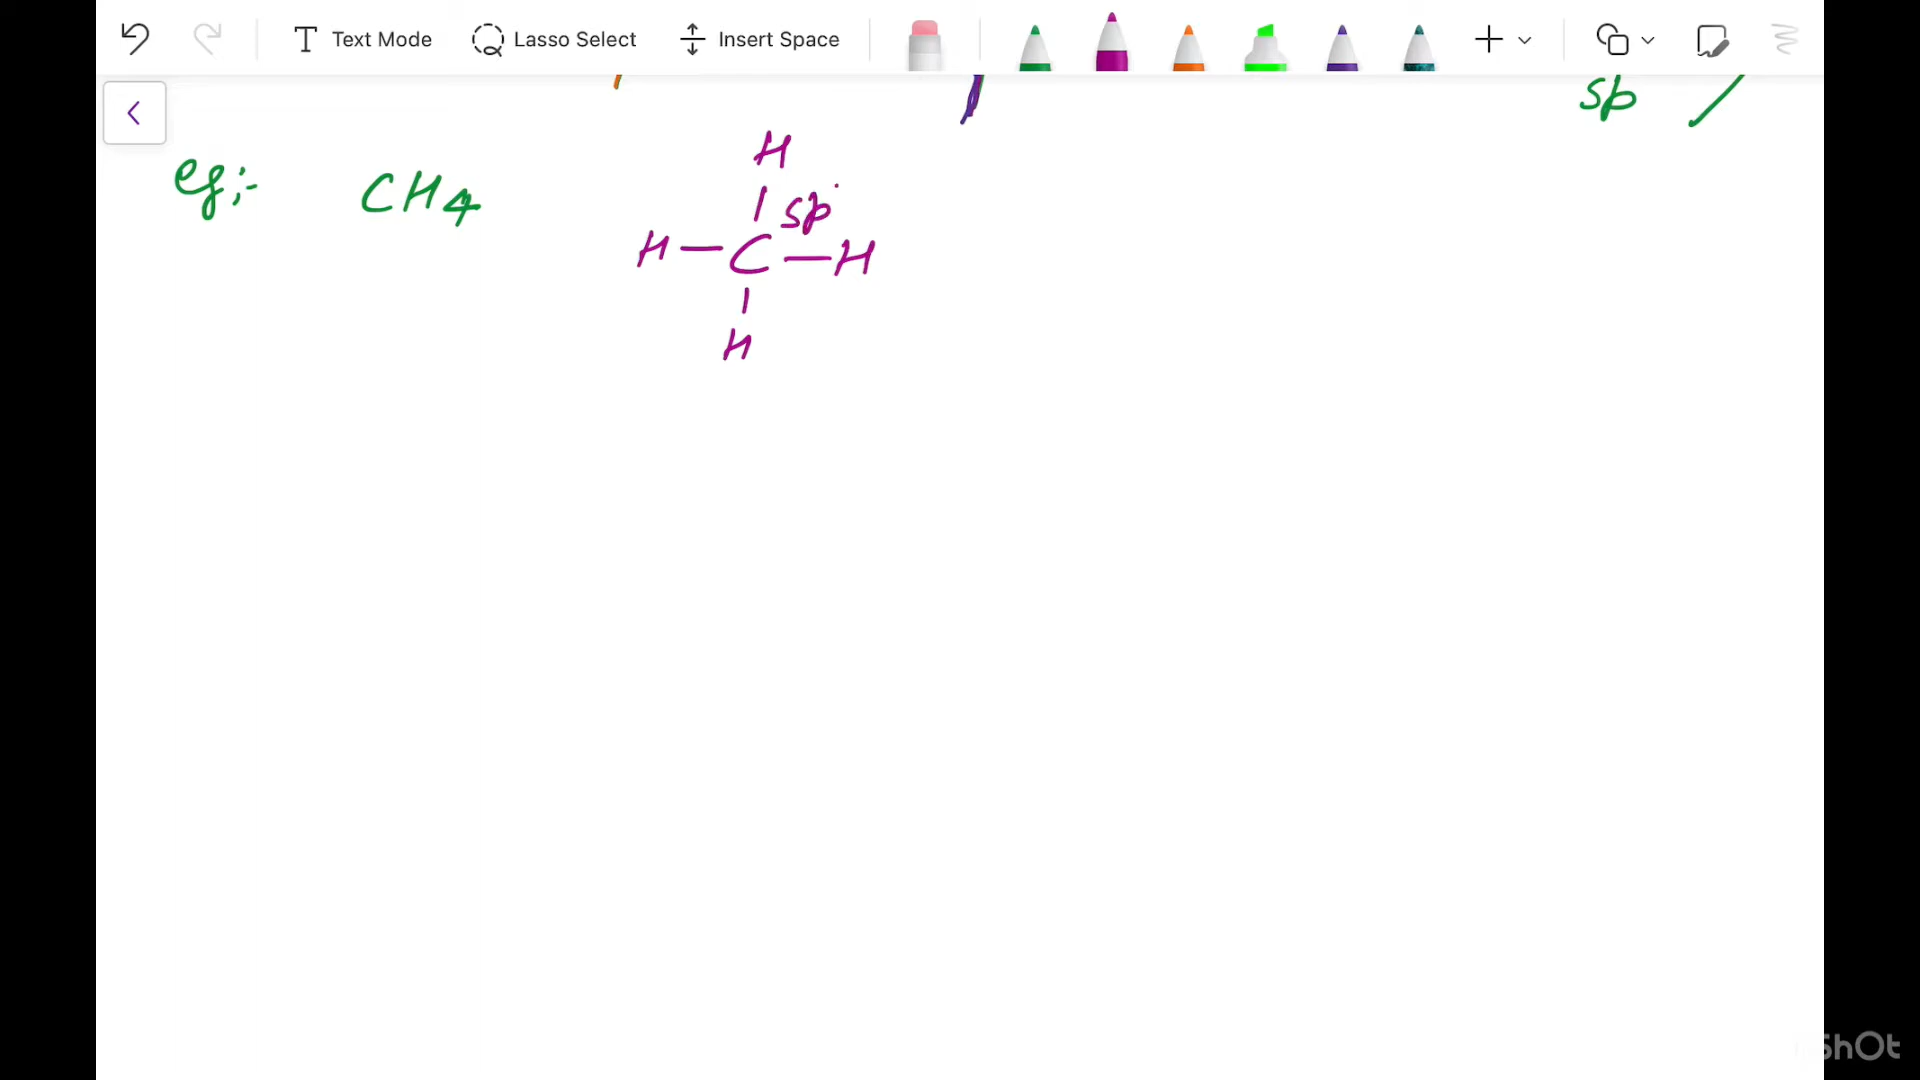 Text Mode Lasso Select Insert Space
sp
eg:- CH4
H
sp
H-C-H
H